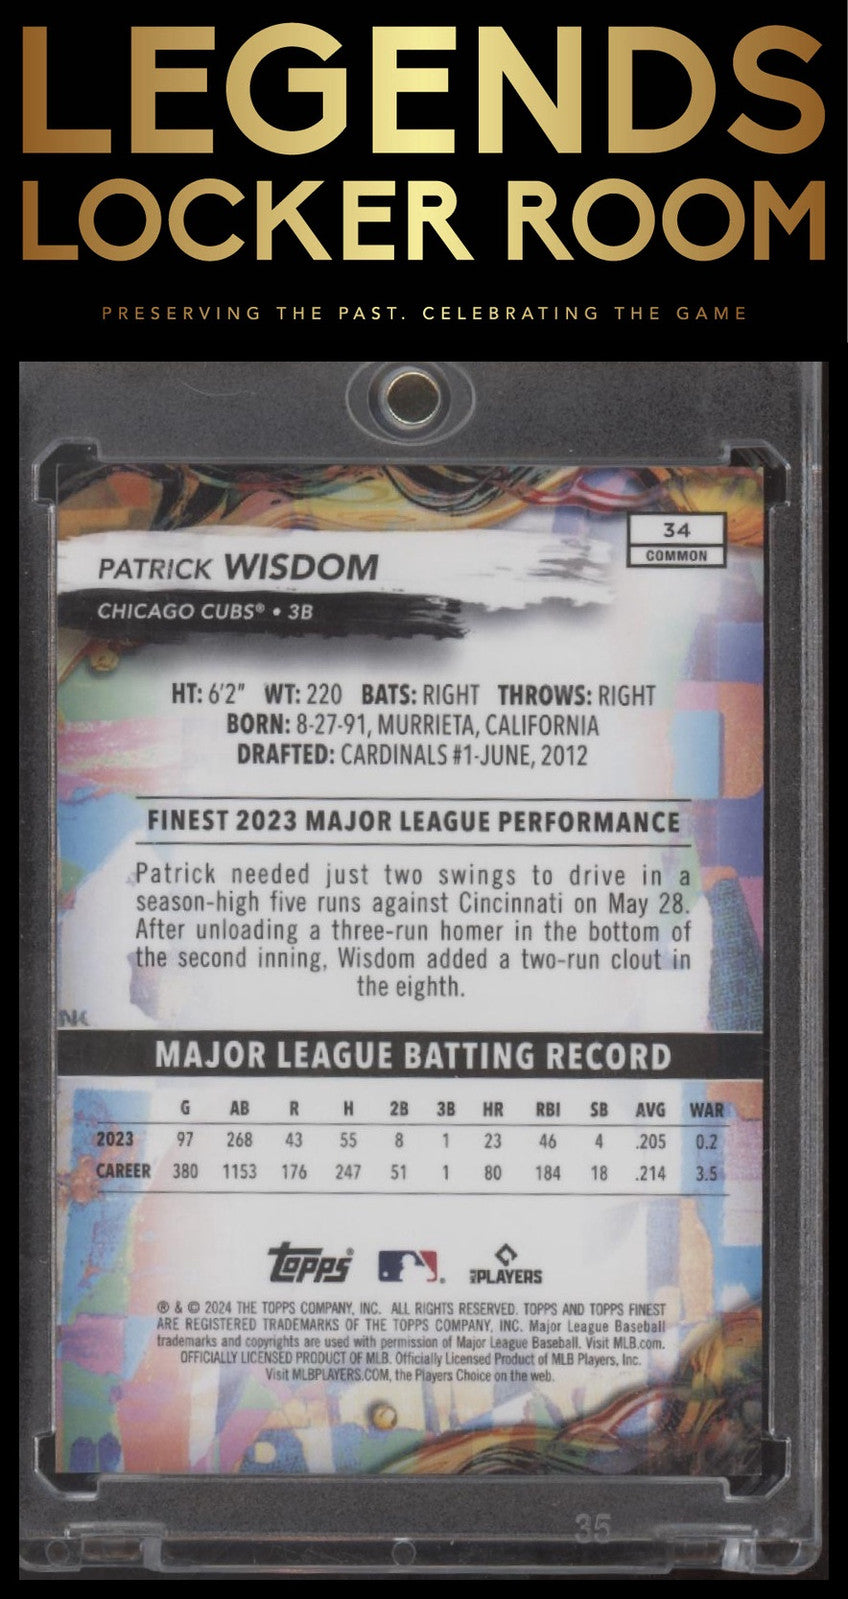 LEGENDS
LOCKER ROOM
PRESERVING THE PAST. CELEBRATING THE GAME
34
COMMON
PATRICK WISDOM
CHICAGO CUBS® • 3B
HT: 6'2" WT: 220 BATS: RIGHT THROWS: RIGHT
BORN: 8-27-91, MURRIETA, CALIFORNIA
DRAFTED: CARDINALS #1-JUNE, 2012
FINEST 2023 MAJOR LEAGUE PERFORMANCE
Patrick needed just two swings to drive in a
season-high five runs against Cincinnati on May 28.
After unloading a three-run homer in the bottom of
the second inning, Wisdom added a two-run clout in
the eighth.
MAJOR LEAGUE BATTING RECORD
G AB R H 2B 3B HR RBI SB AVG WAR
2023 97 268 43 55 8 1 23 46 4 .205 0.2
CAREER 380 1153 176 247 51 1 80 184 18 .214 3.5
Topps® MLB PLAYERS
® & © 2024 THE TOPPS COMPANY, INC. ALL RIGHTS RESERVED. TOPPS AND TOPPS FINEST
ARE REGISTERED TRADEMARKS OF THE TOPPS COMPANY, INC. Major League Baseball
trademarks and copyrights are used with permission of Major League Baseball. Visit MLB.com.
OFFICIALLY LICENSED PRODUCT OF MLB. Officially Licensed Product of MLB Players, Inc.
Visit MLBPLAYERS.COM, the Players Choice on the web.
35